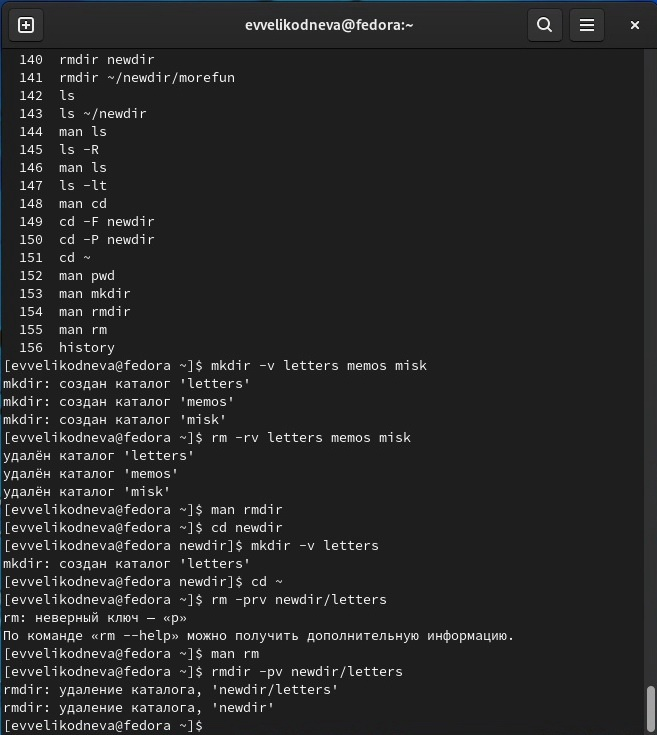 evvelikodneva@fedora:~
140 rmdir newdir
141 rmdir ~/newdir/morefun
142 ls
143 ls ~/newdir
144 man ls
145 ls -R
146 man ls
147 ls -lt
148 man cd
149 cd -F newdir
150 cd -P newdir
151 cd ~
152 man pwd
153 man mkdir
154 man rmdir
155 man rm
156 history
[evvelikodneva@fedora ~]$ mkdir -v letters memos misk
mkdir: создан каталог 'letters'
mkdir: создан каталог 'memos'
mkdir: создан каталог 'misk'
[evvelikodneva@fedora ~]$ rm -rv letters memos misk
удалён каталог 'letters'
удалён каталог 'memos'
удалён каталог 'misk'
[evvelikodneva@fedora ~]$ man rmdir
[evvelikodneva@fedora ~]$ cd newdir
[evvelikodneva@fedora newdir]$ mkdir -v letters
mkdir: создан каталог 'letters'
[evvelikodneva@fedora newdir]$ cd ~
[evvelikodneva@fedora ~]$ rm -prv newdir/letters
rm: неверный ключ — «p»
По команде «rm --help» можно получить дополнительную информацию.
[evvelikodneva@fedora ~]$ man rm
[evvelikodneva@fedora ~]$ rmdir -pv newdir/letters
rmdir: удаление каталога, 'newdir/letters'
rmdir: удаление каталога, 'newdir'
[evvelikodneva@fedora ~]$